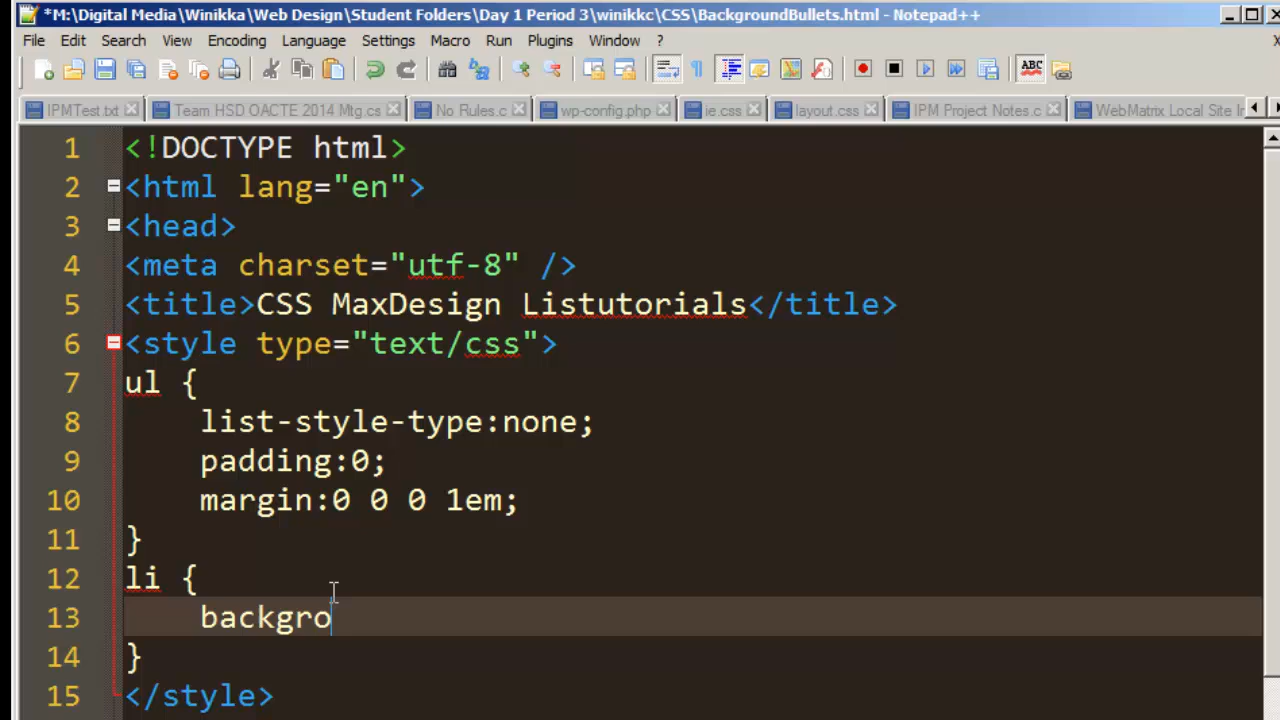 *M:\Digital Media\Winikka\Web Design\Student Folders\Day 1 Period 3\winikkc\CSS\BackgroundBullets.html - Notepad++
File Edit Search View Encoding Language Settings Macro Run Plugins Window ? X
ABC
IPMTest.txt Team HSD OACTE 2014 Mtg.cs No Rules.c wp-config.php ie.css layout.css IPM Project Notes.c WebMatrix Local Site
1 <!DOCTYPE html>
2 <html lang="en">
3 <head>
4 <meta charset="utf-8" />
5 <title>CSS MaxDesign Listutorials</title>
6 <style type="text/css">
7 ul {
8 list-style-type:none;
9 padding:0;
10 margin:0 0 0 1em;
11 }
12 li {
13 backgro
14 }
15 </style>